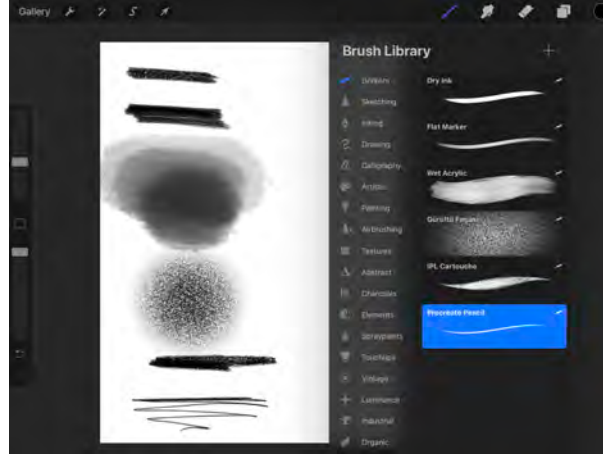 Gallery
Brush Library
Sketching
Inking
Drawing
Calligraphy
Artistic
Painting
Airbrushing
Textures
Abstract
Charcoals
Elements
Spraypaints
Touchups
Vintage
Luminance
Industrial
Organic
Dry Ink
Flat Marker
Wet Acrylic
IPL Cartouche
Procreate Pencil